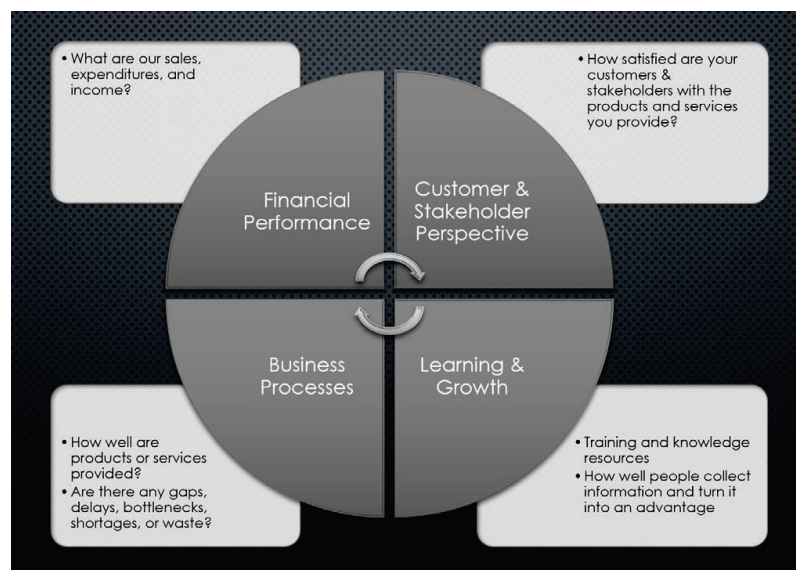 • What are our sales,
expenditures, and
income?
• How satisfied are your
customers &
stakeholders with the
products and services
you provide?
Financial
Performance
Customer &
Stakeholder
Perspective
Business
Processes
Learning &
Growth
• How well are
products or services
provided?
• Are there any gaps,
delays, bottlenecks,
shortages, or waste?
• Training and knowledge
resources
• How well people collect
information and turn it
into an advantage